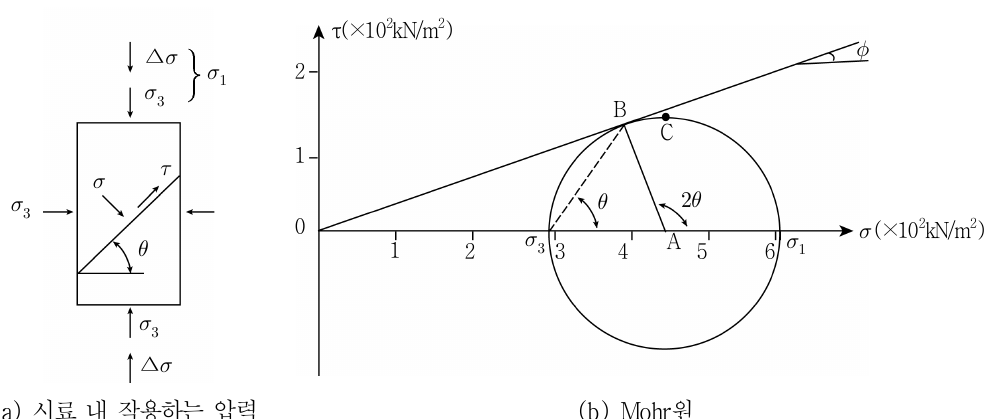 Δσ
σ₃
σ₁
σ
τ
σ₃
θ
σ₃
Δσ
a) 시료 내 작용하는 압력
τ(×10²kN/m²)
2
1
0
B
C
ϕ
θ
2θ
A
σ₃
1
2
3
4
5
6
σ₁
σ(×10²kN/m²)
(b) Mohr원